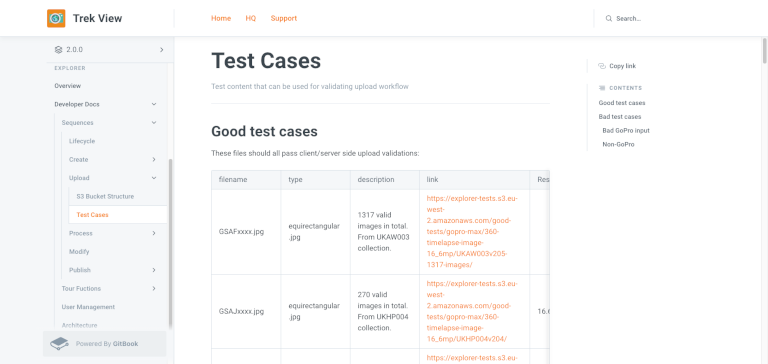 Trek View
Home
HQ
Support
Search...
2.0.0
EXPLORER
Overview
Developer Docs
Sequences
Lifecycle
Create
Upload
S3 Bucket Structure
Test Cases
Process
Modify
Publish
Tour Fuctions
User Management
Architecture
Powered By GitBook
Test Cases
Test content that can be used for validating upload workflow
Good test cases
These files should all pass client/server side upload validations:
filename
type
description
link
Res
GSAFxxxx.jpg
equirectangular
.jpg
1317 valid
images in total.
From UKAW003
collection.
https://explorer-tests.s3.eu-
west-
2.amazonaws.com/good-
tests/gopro-max/360-
timelapse-image-
16_6mp/UKAW003v205-
1317-images/
GSAJxxxx.jpg
equirectangular
.jpg
270 valid
images in total.
From UKHP004
collection.
https://explorer-tests.s3.eu-
west-
2.amazonaws.com/good-
tests/gopro-max/360-
timelapse-image-
16_6mp/UKHP004v204/
16.6
https://explorer-tests.s3.eu-
Copy link
CONTENTS
Good test cases
Bad test cases
Bad GoPro input
Non-GoPro